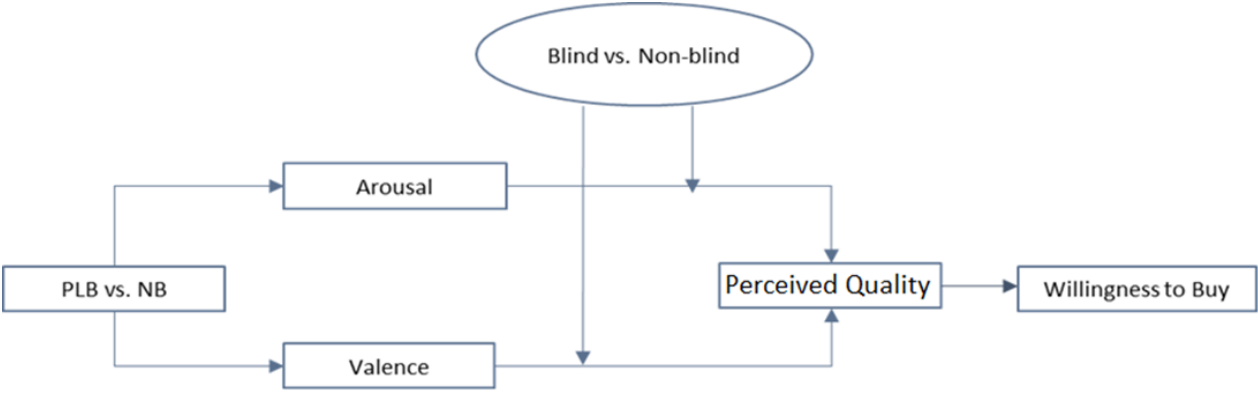 Blind vs. Non-blind
Arousal
PLB vs. NB
Perceived Quality
Willingness to Buy
Valence